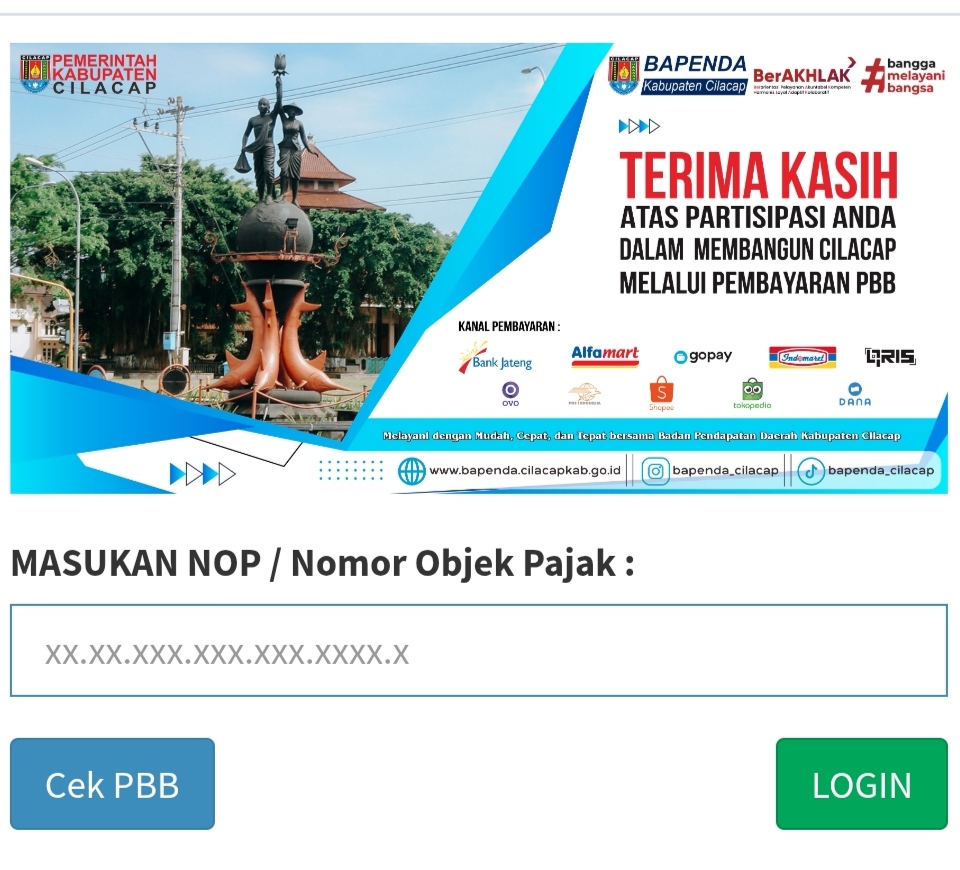 PEMERINTAH
KABUPATEN
CILACAP
CILACAP
BAPENDA
Kabupaten Cilacap
BerAKHLAK
Berorientasi Pelayanan Akuntabel Kompeten
Harmonis Loyal Adaptif Kolaboratif
#bangga
melayani
bangsa
TERIMA KASIH
ATAS PARTISIPASI ANDA
DALAM MEMBANGUN CILACAP
MELALUI PEMBAYARAN PBB
KANAL PEMBAYARAN :
Bank Jateng
Alfamart
gopay
Indomaret
QRIS
OVO
Shopee
tokopedia
DANA
Melayani dengan Mudah, Cepat, dan Tepat bersama Badan Pendapatan Daerah Kabupaten Cilacap
www.bapenda.cilacapkab.go.id
bapenda_cilacap
bapenda_cilacap
MASUKAN NOP / Nomor Objek Pajak :
XX.XX.XXX.XXX.XXX.XXXX.X
Cek PBB
LOGIN